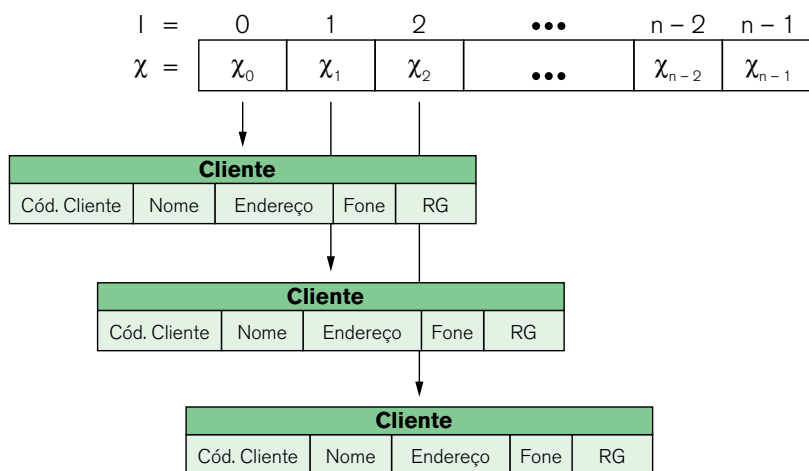 I = 0 1 2 ••• n – 2 n – 1
χ = χ₀ χ₁ χ₂ ••• χₙ₋₂ χₙ₋₁
Cliente
Cód. Cliente Nome Endereço Fone RG
Cliente
Cód. Cliente Nome Endereço Fone RG
Cliente
Cód. Cliente Nome Endereço Fone RG